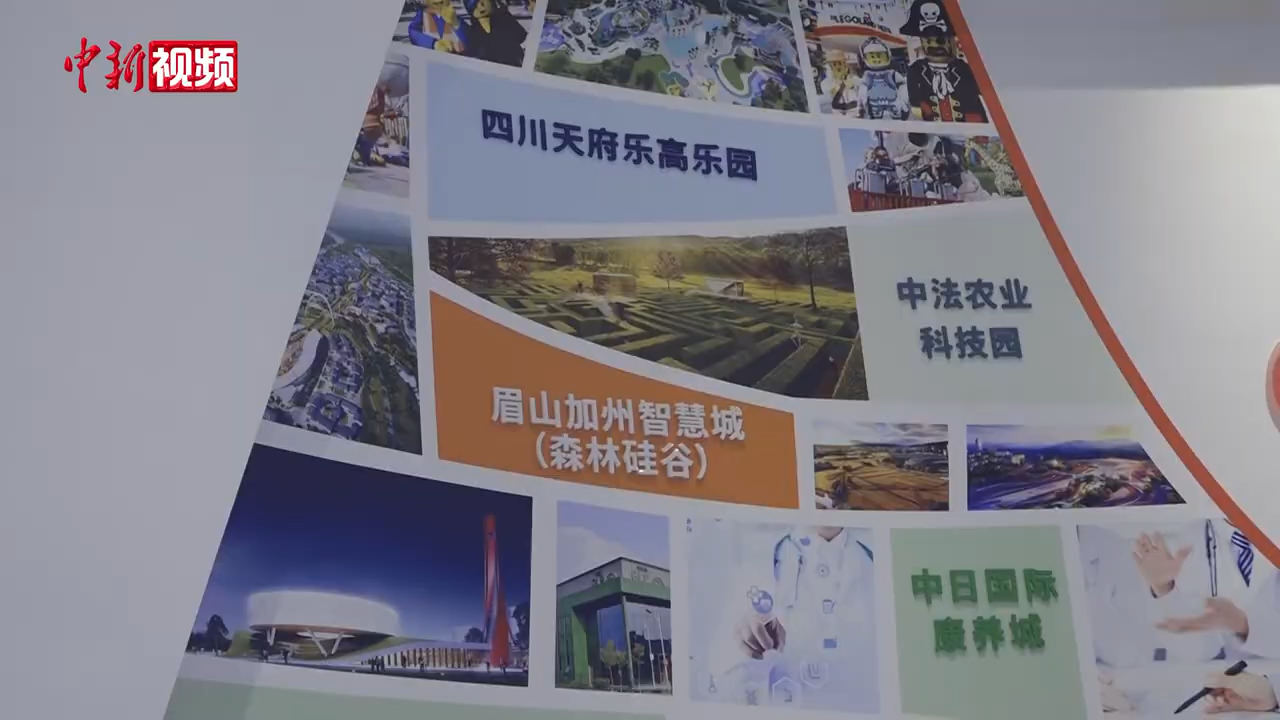 中新视频
LEGOLAND
四川天府乐高乐园
中法农业
科技园
眉山加州智慧城
(森林硅谷)
中日国际
康养城